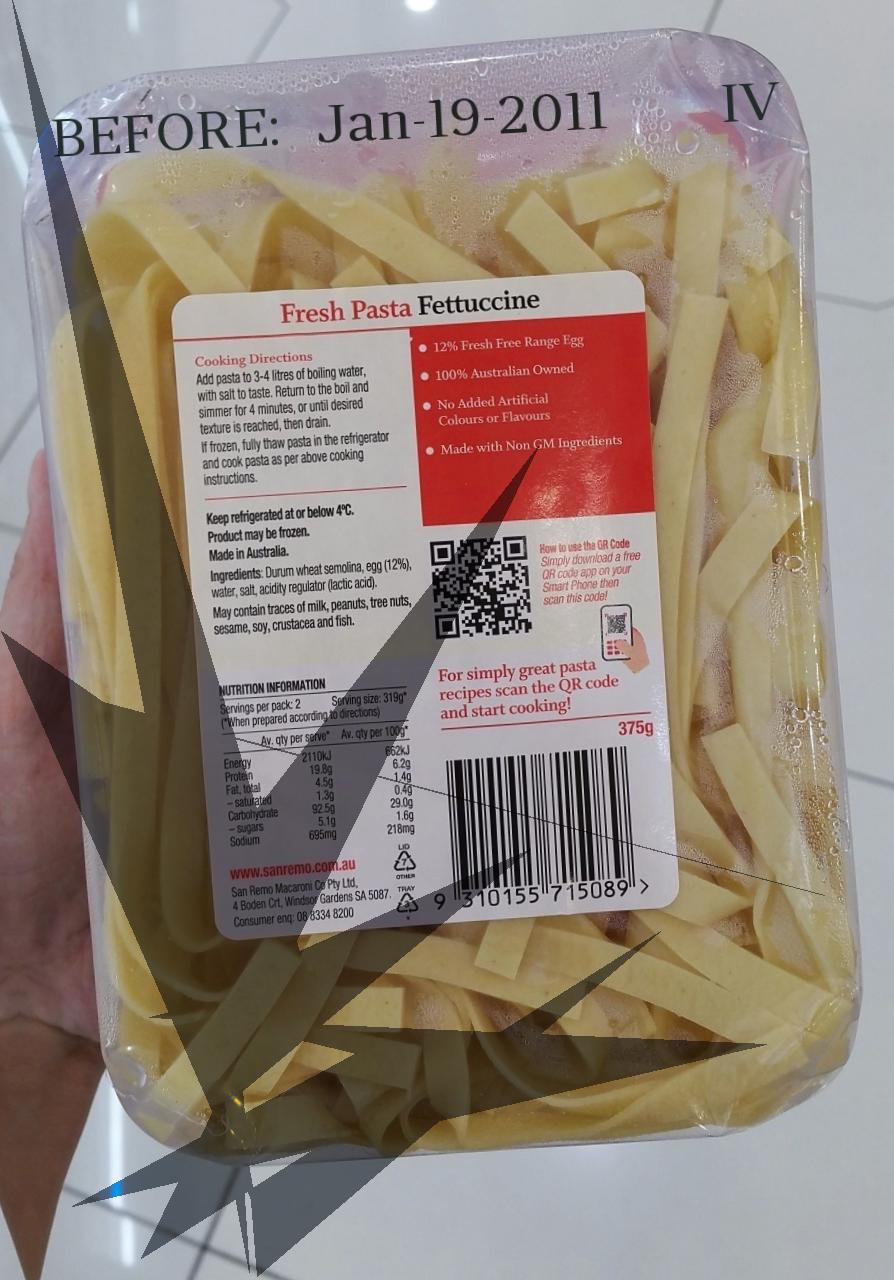 BEFORE: Jan-19-2011 IV
Fresh Pasta Fettuccine
Cooking Directions
Add pasta to 3-4 litres of boiling water,
with salt to taste. Return to the boil and
simmer for 4 minutes, or until desired
texture is reached, then drain.
If frozen, fully thaw pasta in the refrigerator
and cook pasta as per above cooking
instructions.
• 12% Fresh Free Range Egg
• 100% Australian Owned
• No Added Artificial
Colours or Flavours
• Made with Non GM Ingredients
Keep refrigerated at or below 4ºC.
Product may be frozen.
Made in Australia.
Ingredients: Durum wheat semolina, egg (12%),
water, salt, acidity regulator (lactic acid).
May contain traces of milk, peanuts, tree nuts,
sesame, soy, crustacea and fish.
How to use the QR Code
Simply download a free
QR code app on your
Smart Phone then
scan this code!
For simply great pasta
recipes scan the QR code
and start cooking!
375g
NUTRITION INFORMATION
Servings per pack: 2 Serving size: 319g*
(*When prepared according to directions)
Av. qty per serve* Av. qty per 100g*
Energy 2110kJ 662kJ
Protein 19.8g 6.2g
Fat, total 4.5g 1.4g
– saturated 1.3g 0.4g
Carbohydrate 92.5g 29.0g
– sugars 5.1g 1.6g
Sodium 695mg 218mg
www.sanremo.com.au
San Remo Macaroni Co Pty Ltd,
4 Boden Crt, Windsor Gardens SA 5087.
Consumer enq: 08 8334 8200
LID
7
OTHER
TRAY
9 310155 715089 >